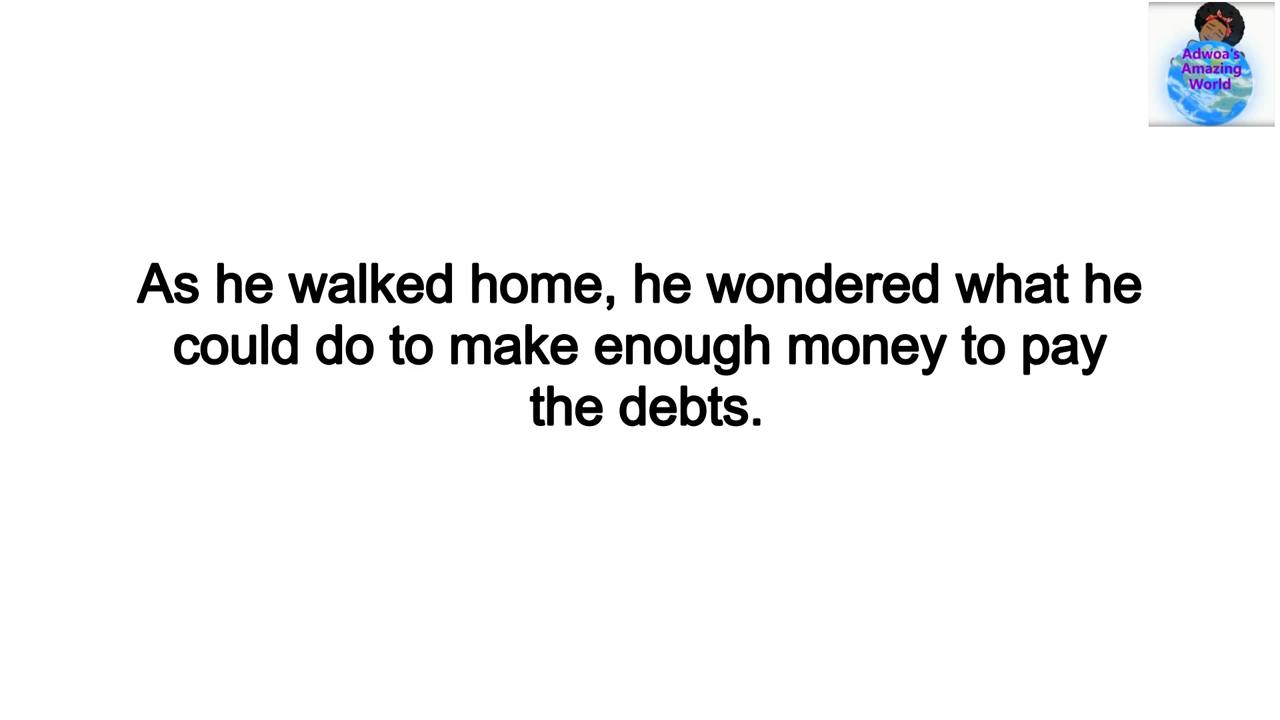 Adwoa's
Amazing
World
As he walked home, he wondered what he
could do to make enough money to pay
the debts.